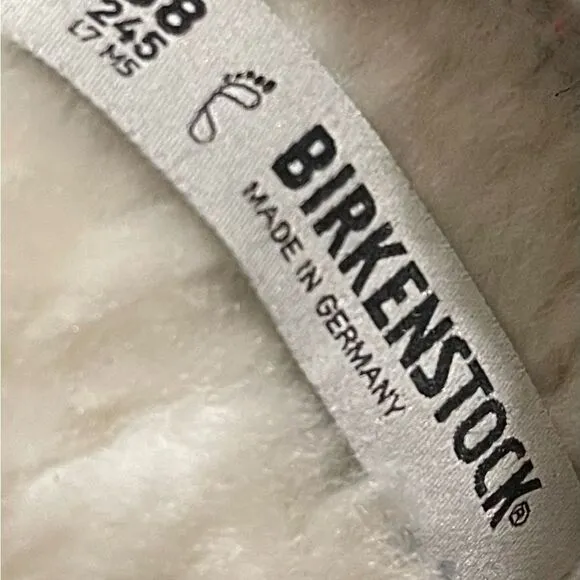 38
245
L7 M5
BIRKENSTOCK®
MADE IN GERMANY